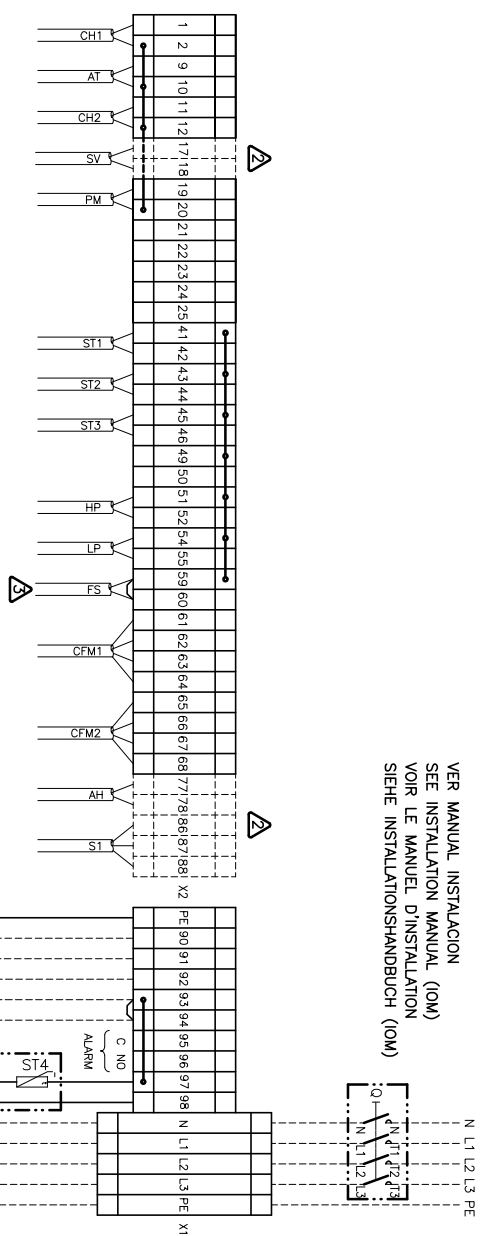 VER MANUAL INSTALACION
SEE INSTALLATION MANUAL (IOM)
VOIR LE MANUEL D'INSTALLATION
SIEHE INSTALLATIONSHANDBUCH (IOM)
N L1 L2 L3 PE
Q
N T1 T2 T3
N L1 L2 L3
2
2
1 2 9 10 11 12 17 18 19 20 21 22 23 24 25 41 42 43 44 45 46 49 50 51 52 54 55 59 60 61 62 63 64 65 66 67 68 77 78 86 87 88 X2
PE 90 91 92 93 94 95 96 97 98
N L1 L2 L3 PE X1
C NO
ALARM
CH1 AT CH2 SV PM ST1 ST2 ST3 HP LP FS CFM1 CFM2 AH S1
3
ST4